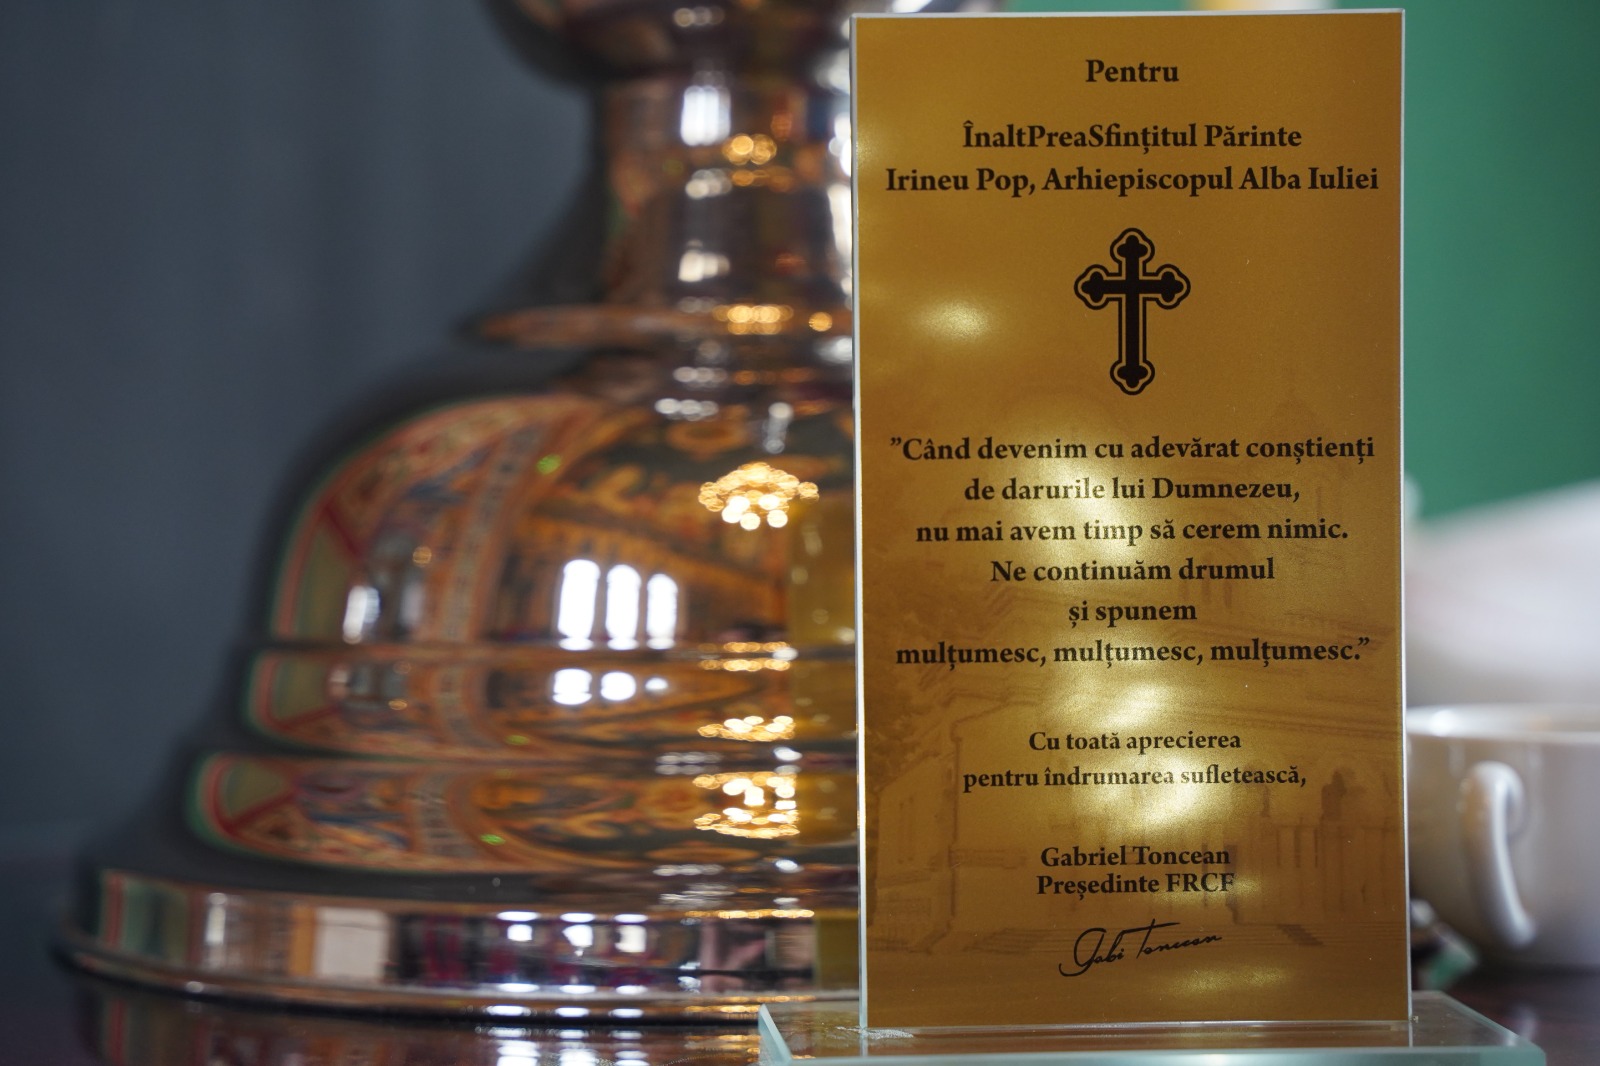 Pentru
ÎnaltPreaSfințitul Părinte
Irineu Pop, Arhiepiscopul Alba Iuliei
”Când devenim cu adevărat conștienți
de darurile lui Dumnezeu,
nu mai avem timp să cerem nimic.
Ne continuăm drumul
și spunem
mulțumesc, mulțumesc, mulțumesc.”
Cu toată aprecierea
pentru îndrumarea sufletească,
Gabriel Toncean
Președinte FRCF
Gabi Toncean